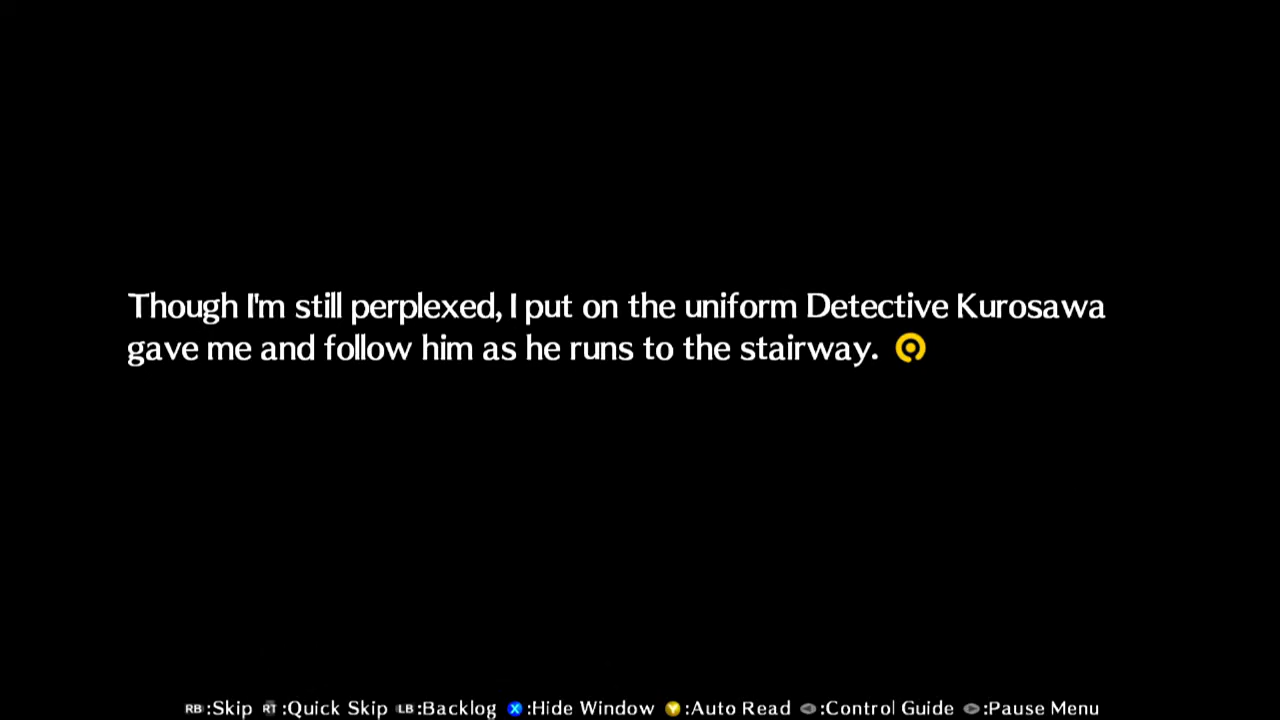 Though I'm still perplexed, I put on the uniform Detective Kurosawa
gave me and follow him as he runs to the stairway.
RB:Skip RT:Quick Skip LB:Backlog X:Hide Window Y:Auto Read :Control Guide :Pause Menu